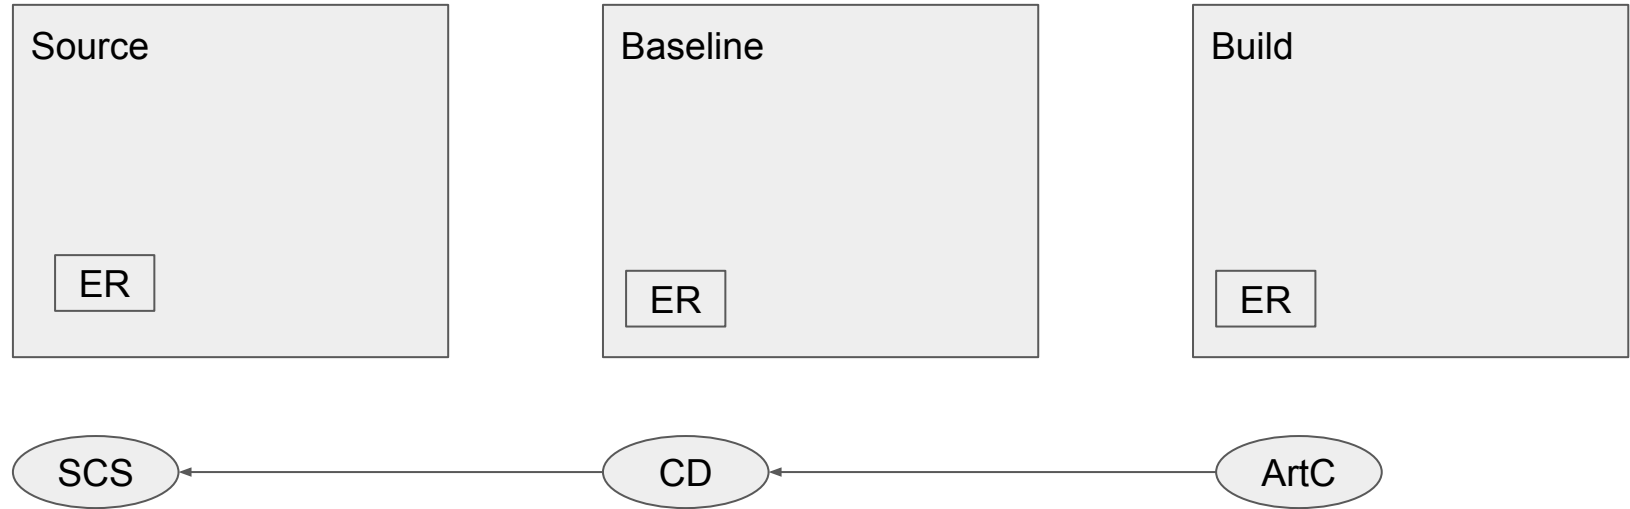 Source
Baseline
Build
ER
ER
ER
SCS
CD
ArtC